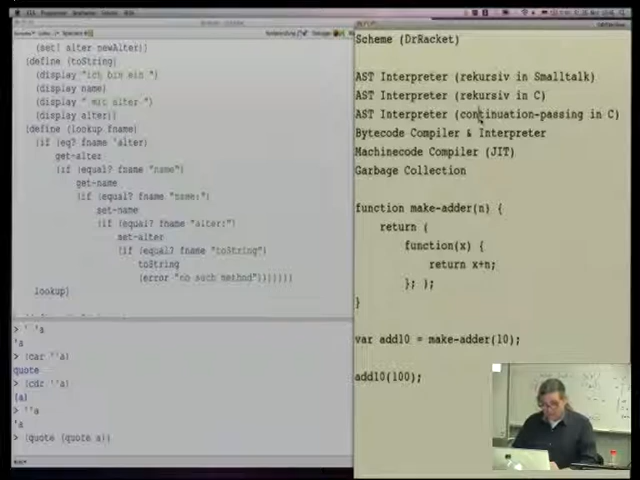 (set! alter newAlter))
(define (toString)
(display "ich bin ein ")
(display name)
(display " mit alter ")
(display alter))
(define (lookup fname)
(if (eq? fname 'alter)
get-alter
(if (equal? fname "name")
get-name
(if (equal? fname "name:")
set-name
(if (equal? fname "alter:")
set-alter
(if (equal? fname "toString")
toString
(error "no such method")))))))
lookup)
> ' 'a
'a
> (car ''a)
quote
> (cdr ''a)
(a)
> ''a
'a
> (quote (quote a))
Scheme (DrRacket)
AST Interpreter (rekursiv in Smalltalk)
AST Interpreter (rekursiv in C)
AST Interpreter (continuation-passing in C)
Bytecode Compiler & Interpreter
Machinecode Compiler (JIT)
Garbage Collection
function make-adder(n) {
return (
function(x) {
return x+n;
}; );
}
var add10 = make-adder(10);
add10(100);